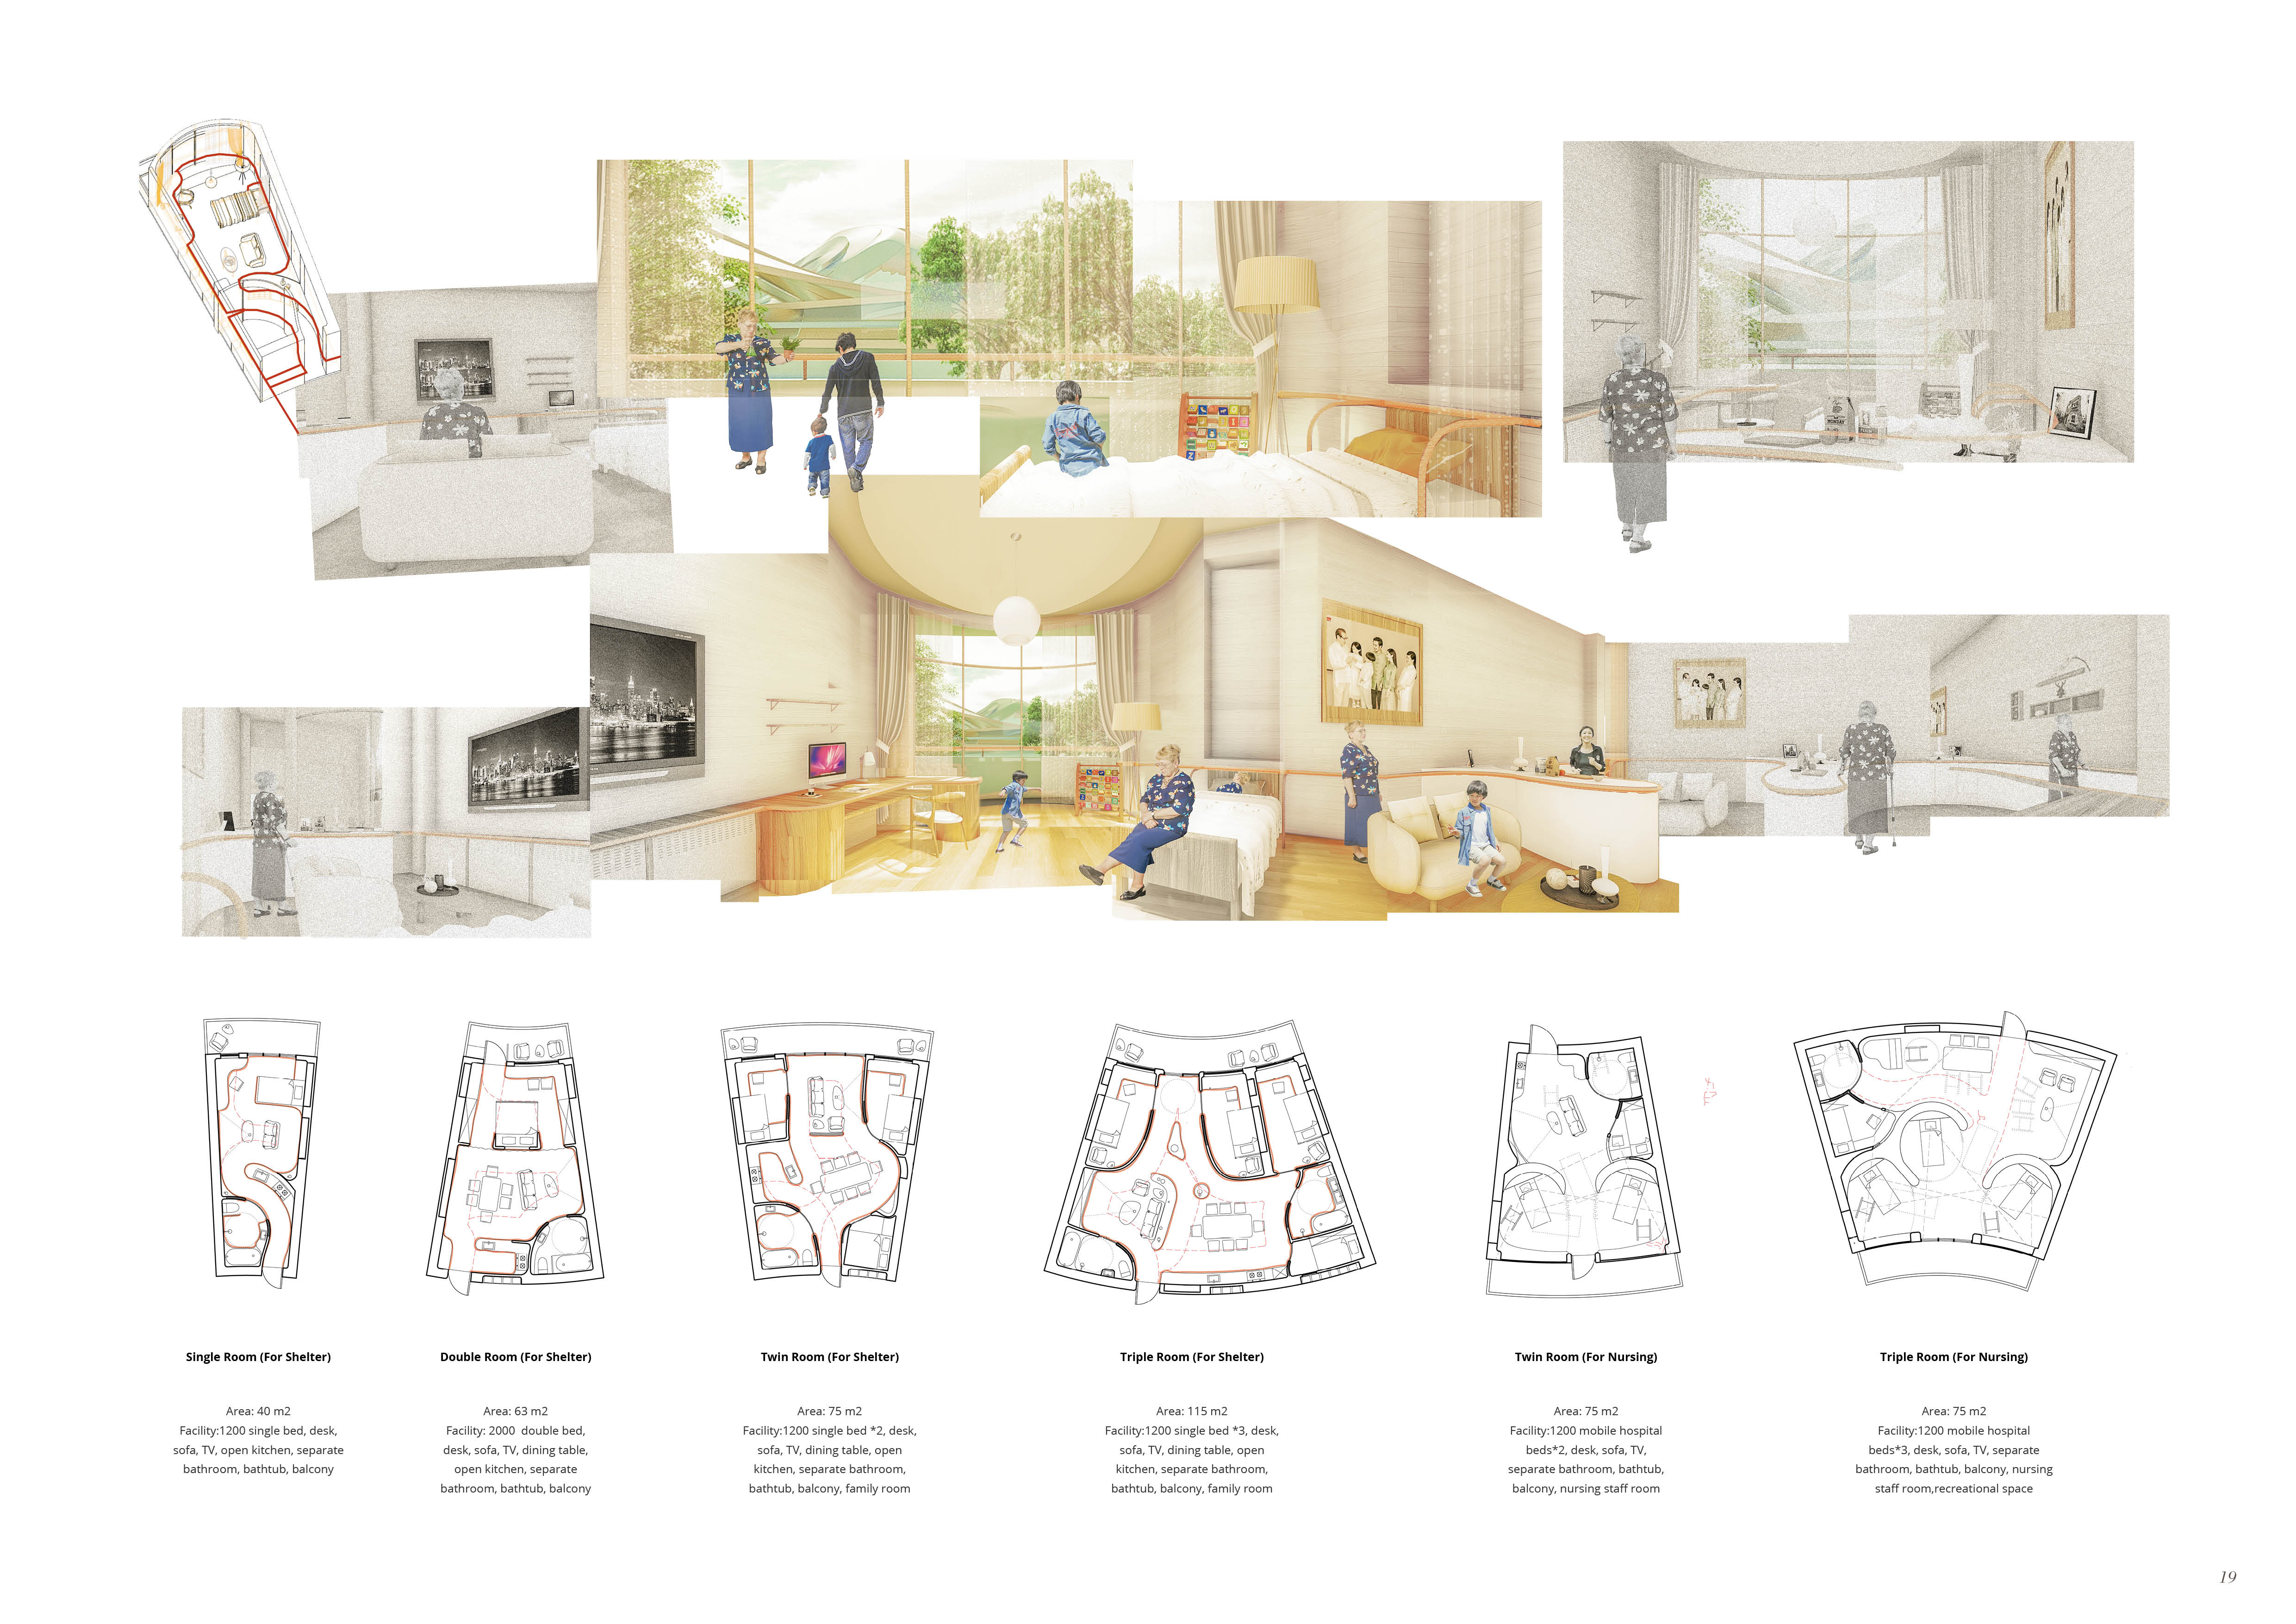 Single Room (For Shelter)
Area: 40 m2
Facility:1200 single bed, desk,
sofa, TV, open kitchen, separate
bathroom, bathtub, balcony
Double Room (For Shelter)
Area: 63 m2
Facility: 2000  double bed,
desk, sofa, TV, dining table,
open kitchen, separate
bathroom, bathtub, balcony
Twin Room (For Shelter)
Area: 75 m2
Facility:1200 single bed *2, desk,
sofa, TV, dining table, open
kitchen, separate bathroom,
bathtub, balcony, family room
Triple Room (For Shelter)
Area: 115 m2
Facility:1200 single bed *3, desk,
sofa, TV, dining table, open
kitchen, separate bathroom,
bathtub, balcony, family room
Twin Room (For Nursing)
Area: 75 m2
Facility:1200 mobile hospital
beds*2, desk, sofa, TV,
separate bathroom, bathtub,
balcony, nursing staff room
Triple Room (For Nursing)
Area: 75 m2
Facility:1200 mobile hospital
beds*3, desk, sofa, TV, separate
bathroom, bathtub, balcony, nursing
staff room,recreational space
19